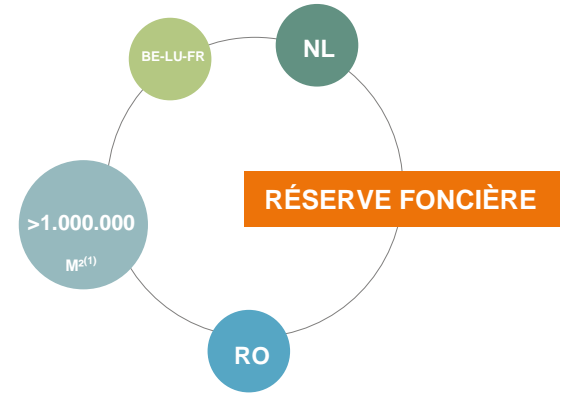 BE-LU-FR
NL
RÉSERVE FONCIÈRE
>1.000.000
M²⁽¹⁾
RO